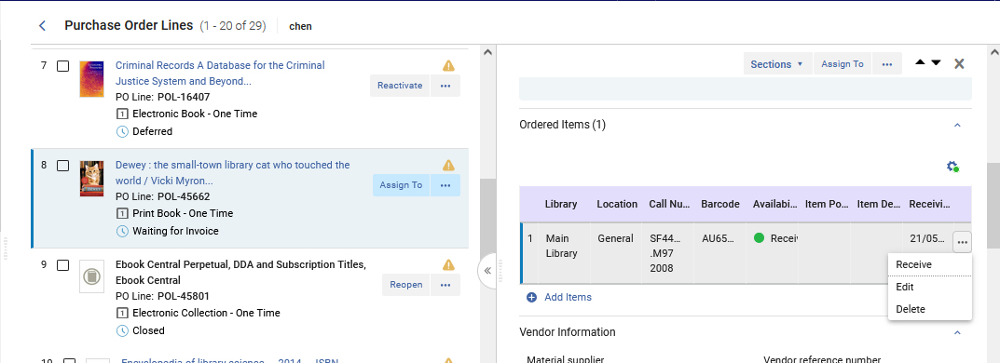 Purchase Order Lines (1 - 20 of 29) chen
7 Criminal Records A Database for the Criminal
Justice System and Beyond...
PO Line: POL-16407
1 Electronic Book - One Time
Deferred
Reactivate ...
8 Dewey : the small-town library cat who touched the
world / Vicki Myron...
PO Line: POL-45662
1 Print Book - One Time
Waiting for Invoice
Assign To ...
9 Ebook Central Perpetual, DDA and Subscription Titles,
Ebook Central
PO Line: POL-45801
1 Electronic Collection - One Time
Closed
Reopen ...
10 Encyclopedia of library science 2014 ISBN
Sections Assign To ...
Ordered Items (1)
Library Location Call Nu... Barcode Availabi... Item Po... Item De... Receivi...
1 Main General SF44... AU65... Recei 21/05... ...
Library .M97
2008
Receive
Edit
Delete
Add Items
Vendor Information
Material supplier Vendor reference number